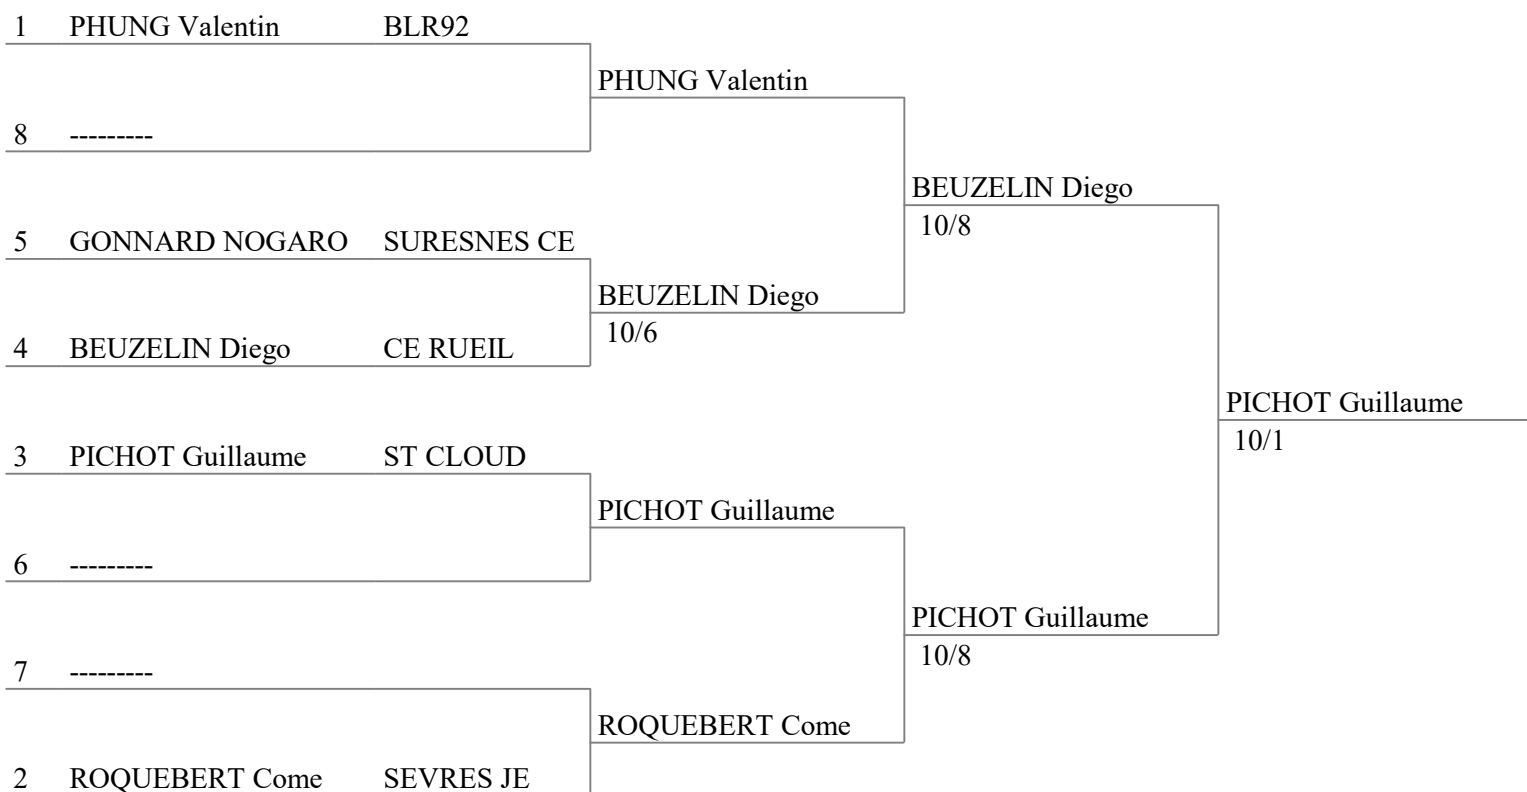 1 PHUNG Valentin BLR92
PHUNG Valentin
8 ---------
BEUZELIN Diego
10/8
5 GONNARD NOGARO SURESNES CE
BEUZELIN Diego
10/6
4 BEUZELIN Diego CE RUEIL
PICHOT Guillaume
10/1
3 PICHOT Guillaume ST CLOUD
PICHOT Guillaume
6 ---------
PICHOT Guillaume
10/8
7 ---------
ROQUEBERT Come
2 ROQUEBERT Come SEVRES JE